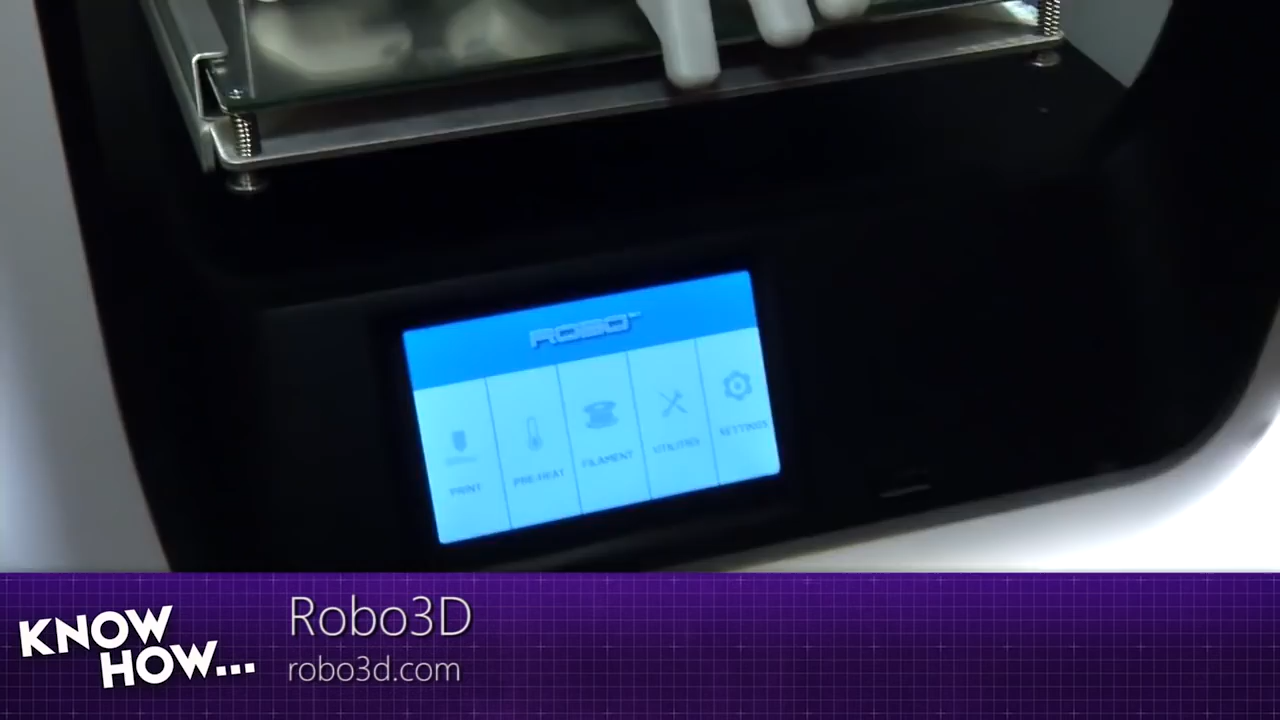 ROBO
PRINT
PRE-HEAT
FILAMENT
UTILITIES
SETTINGS
KNOW
HOW...
Robo3D
robo3d.com